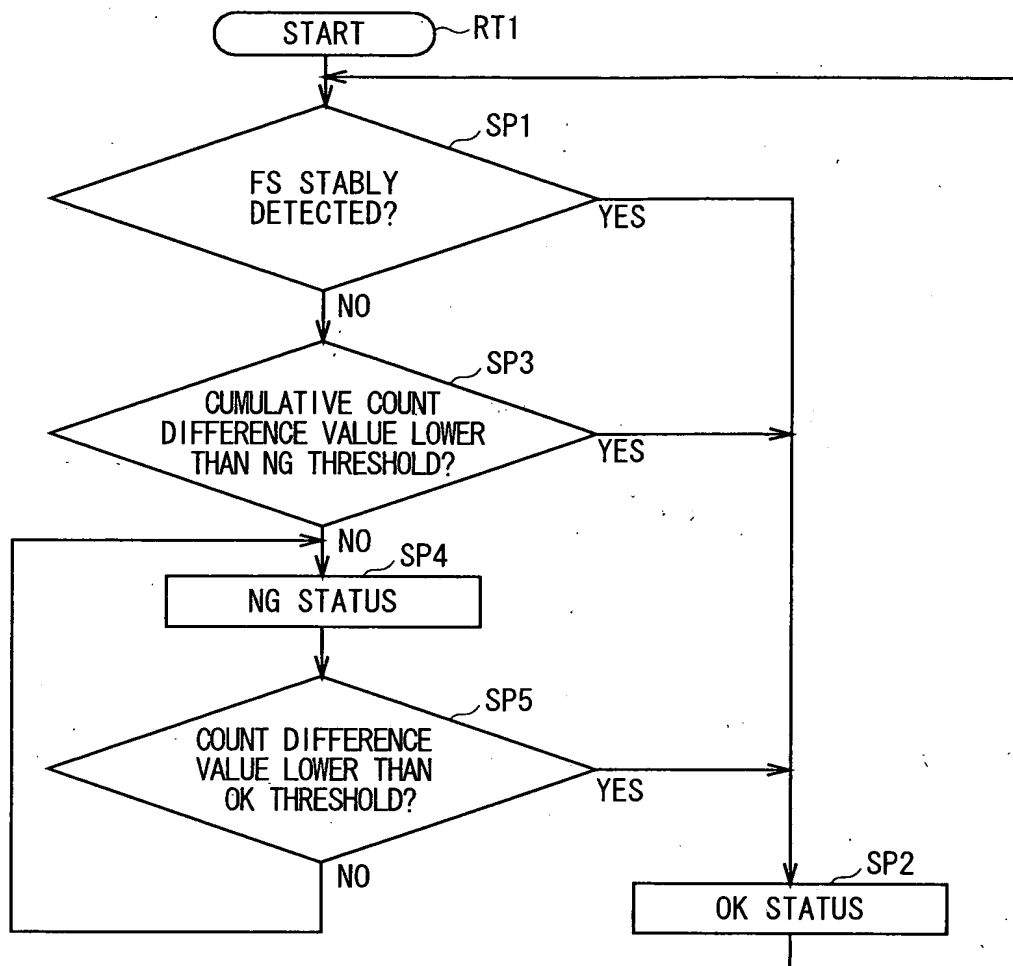 START
RT1
SP1
FS STABLY
DETECTED?
YES
NO
SP3
CUMULATIVE COUNT
DIFFERENCE VALUE LOWER
THAN NG THRESHOLD?
YES
NO
SP4
NG STATUS
SP5
COUNT DIFFERENCE
VALUE LOWER THAN
OK THRESHOLD?
YES
NO
SP2
OK STATUS